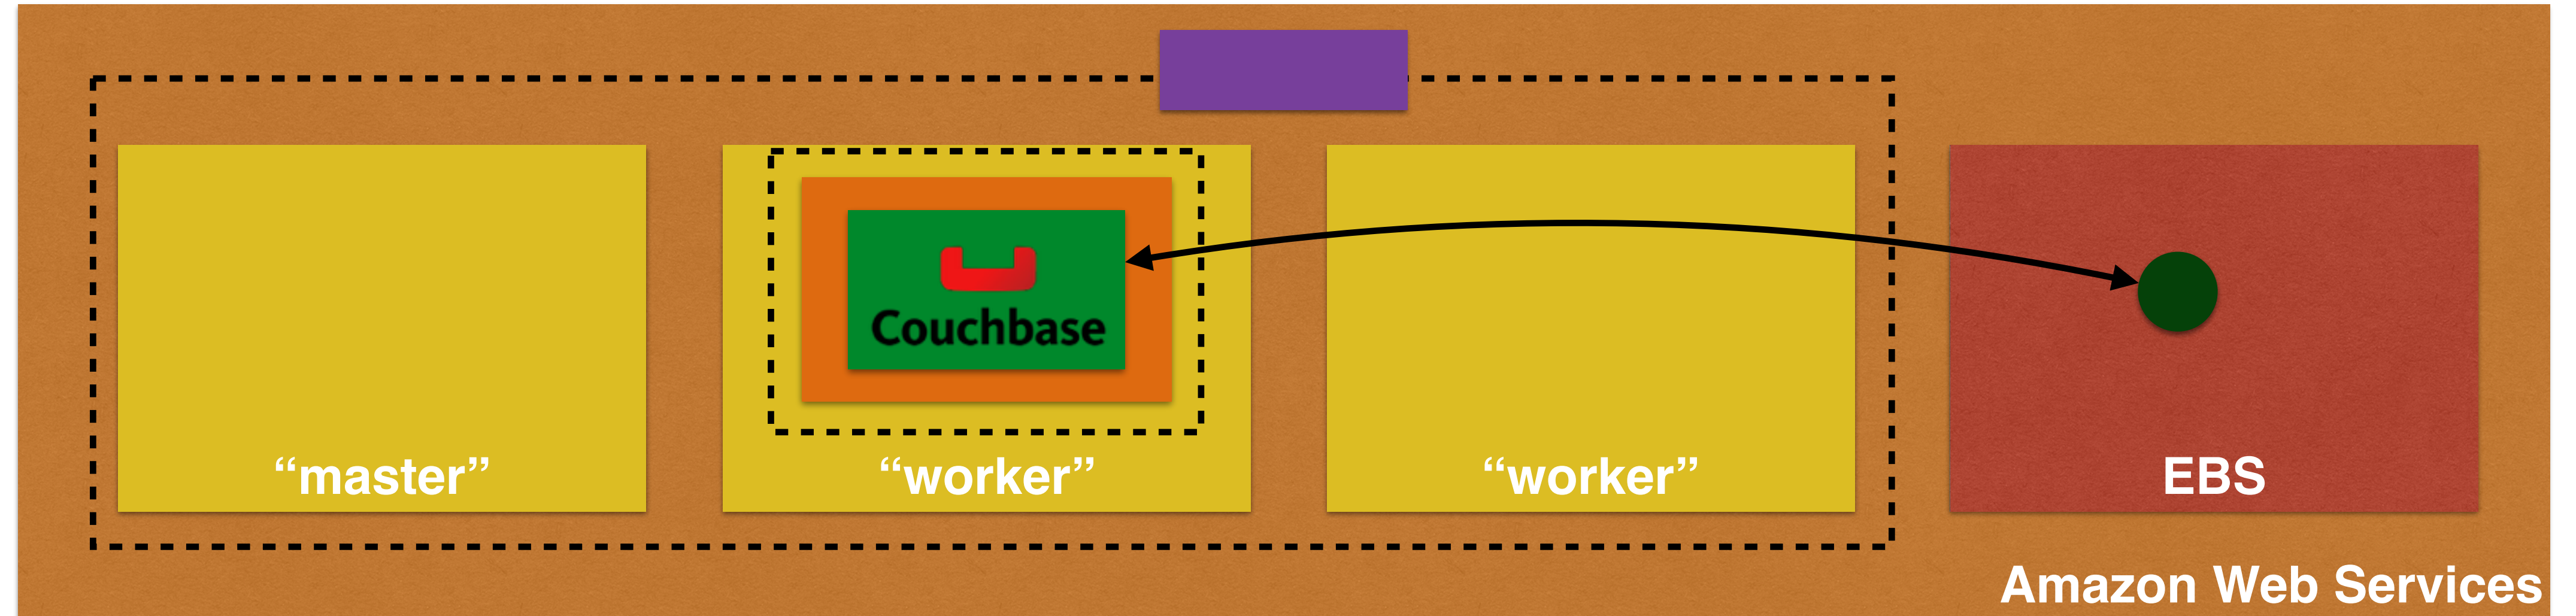 Couchbase
“master”
“worker”
“worker”
EBS
Amazon Web Services